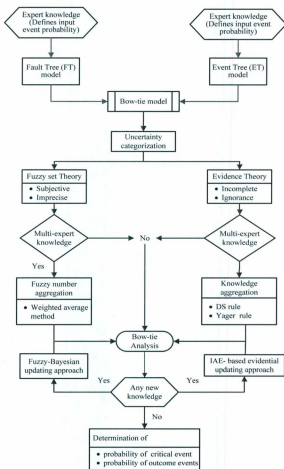 Expert knowledge
(Defines input
event probability)
Expert knowledge
(Defines input
event probability)
Fault Tree (FT)
model
Event Tree (ET)
model
Bow-tie model
Uncertainty
categorization
Fuzzy set Theory
• Subjective
• Imprecise
Evidence Theory
• Incomplete
• Ignorance
Multi-expert
knowledge
No
Multi-expert
knowledge
Yes
Fuzzy number
aggregation
• Weighted average
method
Knowledge
aggregation
• DS rule
• Yager rule
Bow-tie
Analysis
Fuzzy-Bayesian
updating approach
IAE- based evidential
updating approach
Yes
Any new
knowledge
Yes
No
Determination of
• probability of critical event
• probability of outcome events